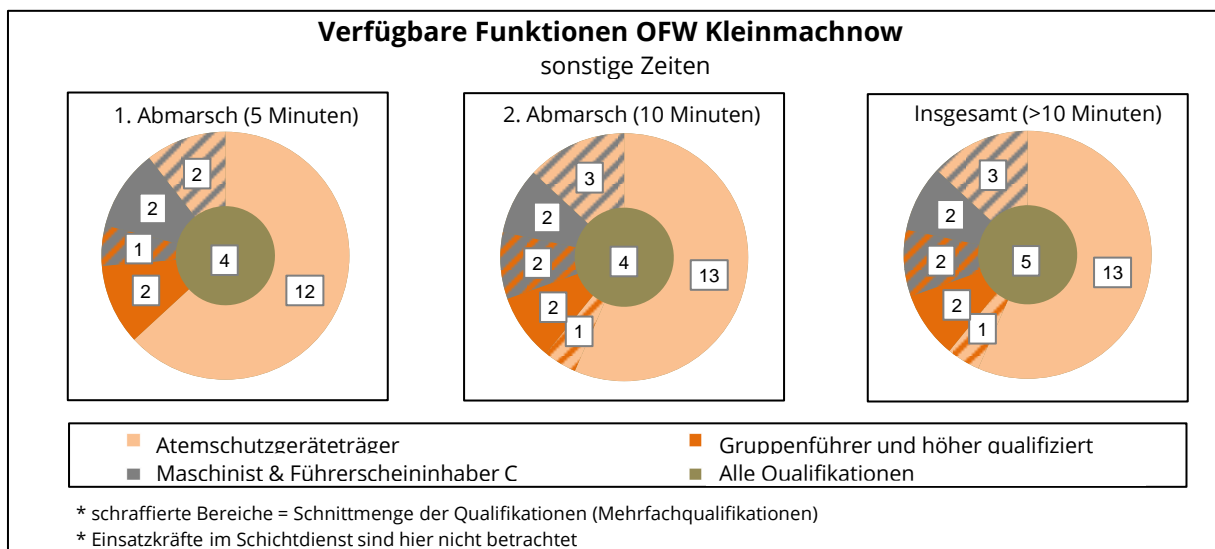 Verfügbare Funktionen OFW Kleinmachnow
sonstige Zeiten
1. Abmarsch (5 Minuten)
2
2
1
2
4
12
2. Abmarsch (10 Minuten)
3
2
2
2
1
4
13
Insgesamt (>10 Minuten)
3
2
2
2
1
5
13
Atemschutzgeräteträger
Gruppenführer und höher qualifiziert
Maschinist & Führerscheininhaber C
Alle Qualifikationen
* schraffierte Bereiche = Schnittmenge der Qualifikationen (Mehrfachqualifikationen)
* Einsatzkräfte im Schichtdienst sind hier nicht betrachtet